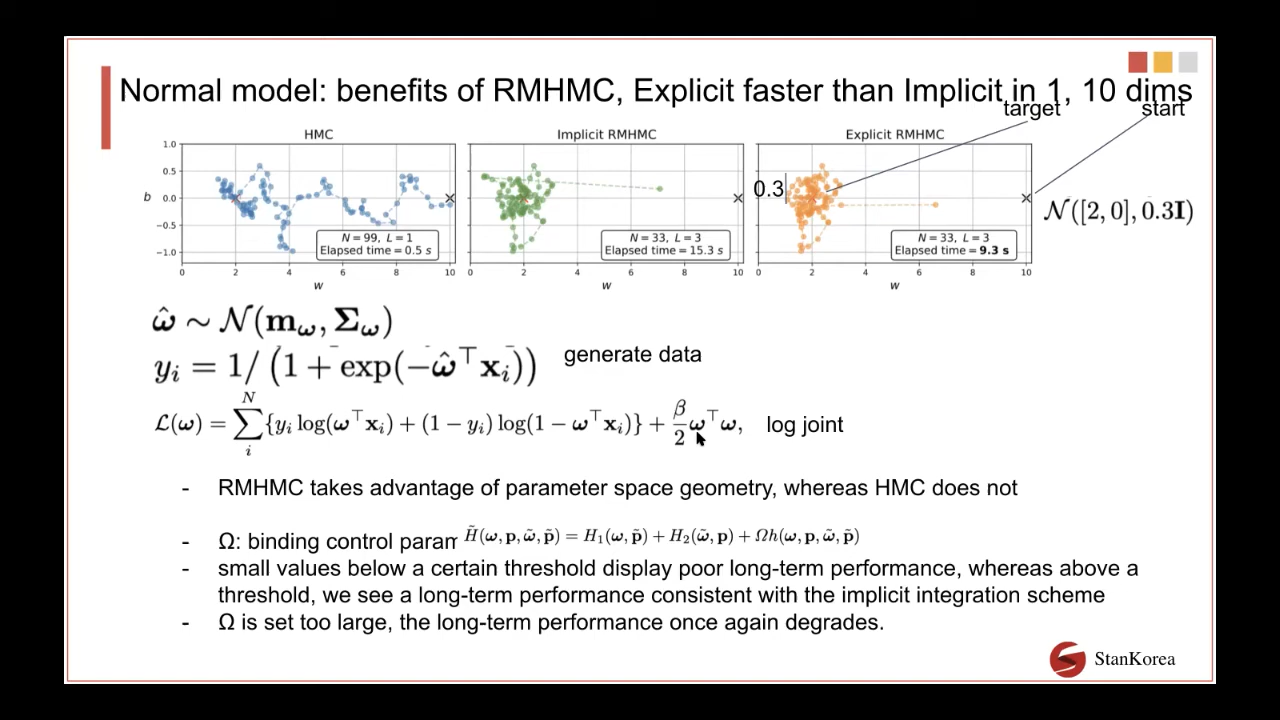 Normal model: benefits of RMHMC, Explicit faster than Implicit in 1, 10 dims
target start
HMC Implicit RMHMC Explicit RMHMC
1.0
0.5
0.0
−0.5
−1.0
b
0.3
N = 99, L = 1
Elapsed time = 0.5 s
N = 33, L = 3
Elapsed time = 15.3 s
N = 33, L = 3
Elapsed time = 9.3 s
0 2 4 6 8 10 0 2 4 6 8 10 0 2 4 6 8 10
w w w
𝒩([2, 0], 0.3I)
ω̂ ∼ 𝒩(m_ω, Σ_ω)
y_i = 1/(1 + exp(−ω̂^⊤ x_i)) generate data
ℒ(ω) = ∑_i^N {y_i log(ω^⊤ x_i) + (1 − y_i) log(1 − ω^⊤ x_i)} + β/2 ω^⊤ ω, log joint
- RMHMC takes advantage of parameter space geometry, whereas HMC does not
- Ω: binding control param H̃(ω, p, ω̃, p̃) = H_1(ω, p̃) + H_2(ω̃, p) + Ωh(ω, p, ω̃, p̃)
- small values below a certain threshold display poor long-term performance, whereas above a
threshold, we see a long-term performance consistent with the implicit integration scheme
- Ω is set too large, the long-term performance once again degrades.
StanKorea